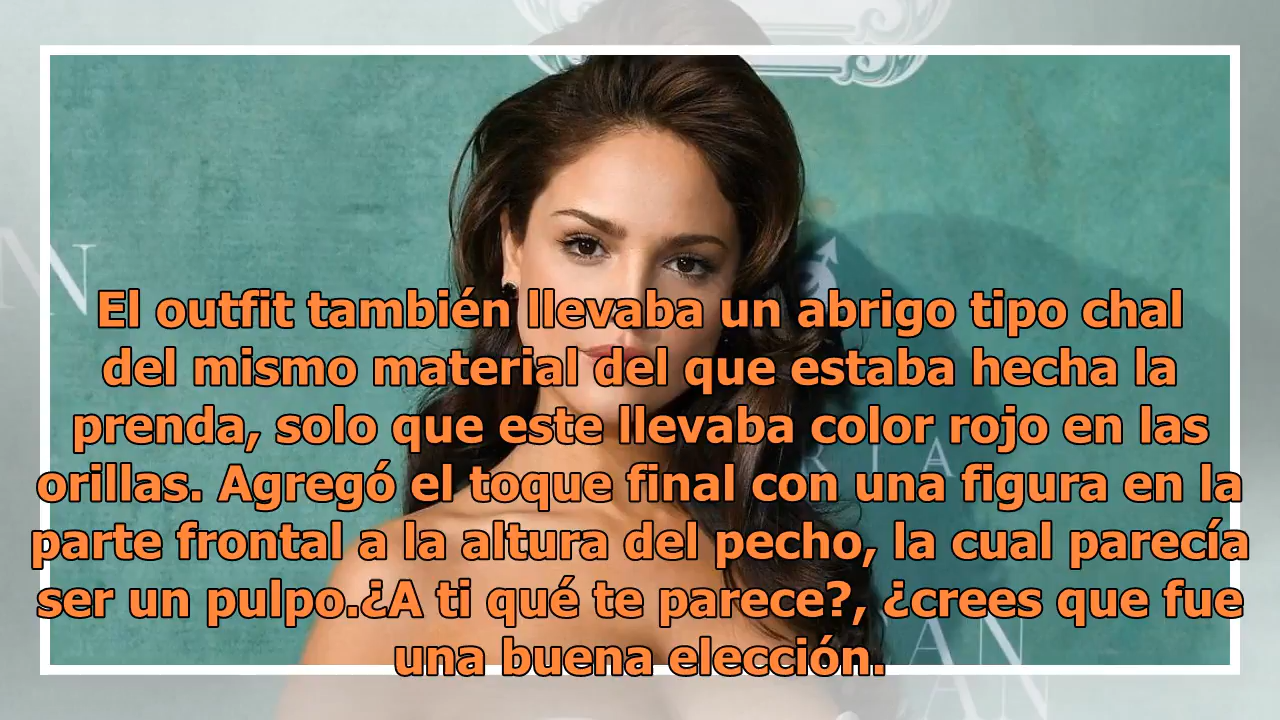 El outfit también llevaba un abrigo tipo chal
del mismo material del que estaba hecha la
prenda, solo que este llevaba color rojo en las
orillas. Agregó el toque final con una figura en la
parte frontal a la altura del pecho, la cual parecía
ser un pulpo.¿A ti qué te parece?, ¿crees que fue
una buena elección.